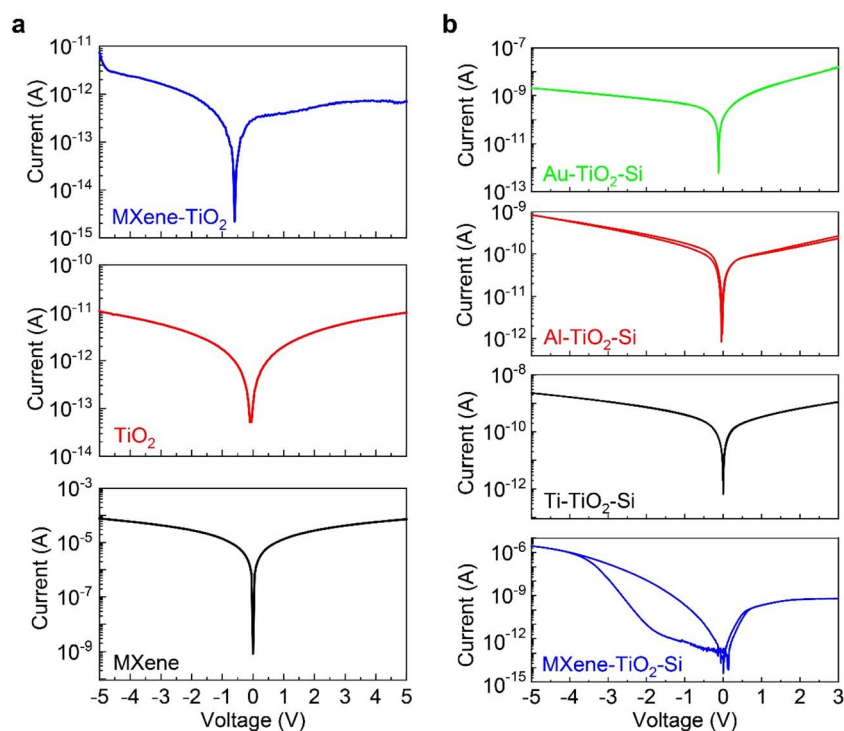 a
10⁻¹¹
10⁻¹²
10⁻¹³
10⁻¹⁴
10⁻¹⁵
Current (A)
MXene-TiO₂
10⁻¹⁰
10⁻¹¹
10⁻¹²
10⁻¹³
10⁻¹⁴
Current (A)
TiO₂
10⁻³
10⁻⁵
10⁻⁷
10⁻⁹
Current (A)
MXene
-5 -4 -3 -2 -1 0 1 2 3 4 5
Voltage (V)
b
10⁻⁷
10⁻⁹
10⁻¹¹
10⁻¹³
Current (A)
Au-TiO₂-Si
10⁻⁹
10⁻¹⁰
10⁻¹¹
10⁻¹²
Current (A)
Al-TiO₂-Si
10⁻⁸
10⁻¹⁰
10⁻¹²
Current (A)
Ti-TiO₂-Si
10⁻⁶
10⁻⁹
10⁻¹²
10⁻¹⁵
Current (A)
MXene-TiO₂-Si
-5 -4 -3 -2 -1 0 1 2 3
Voltage (V)